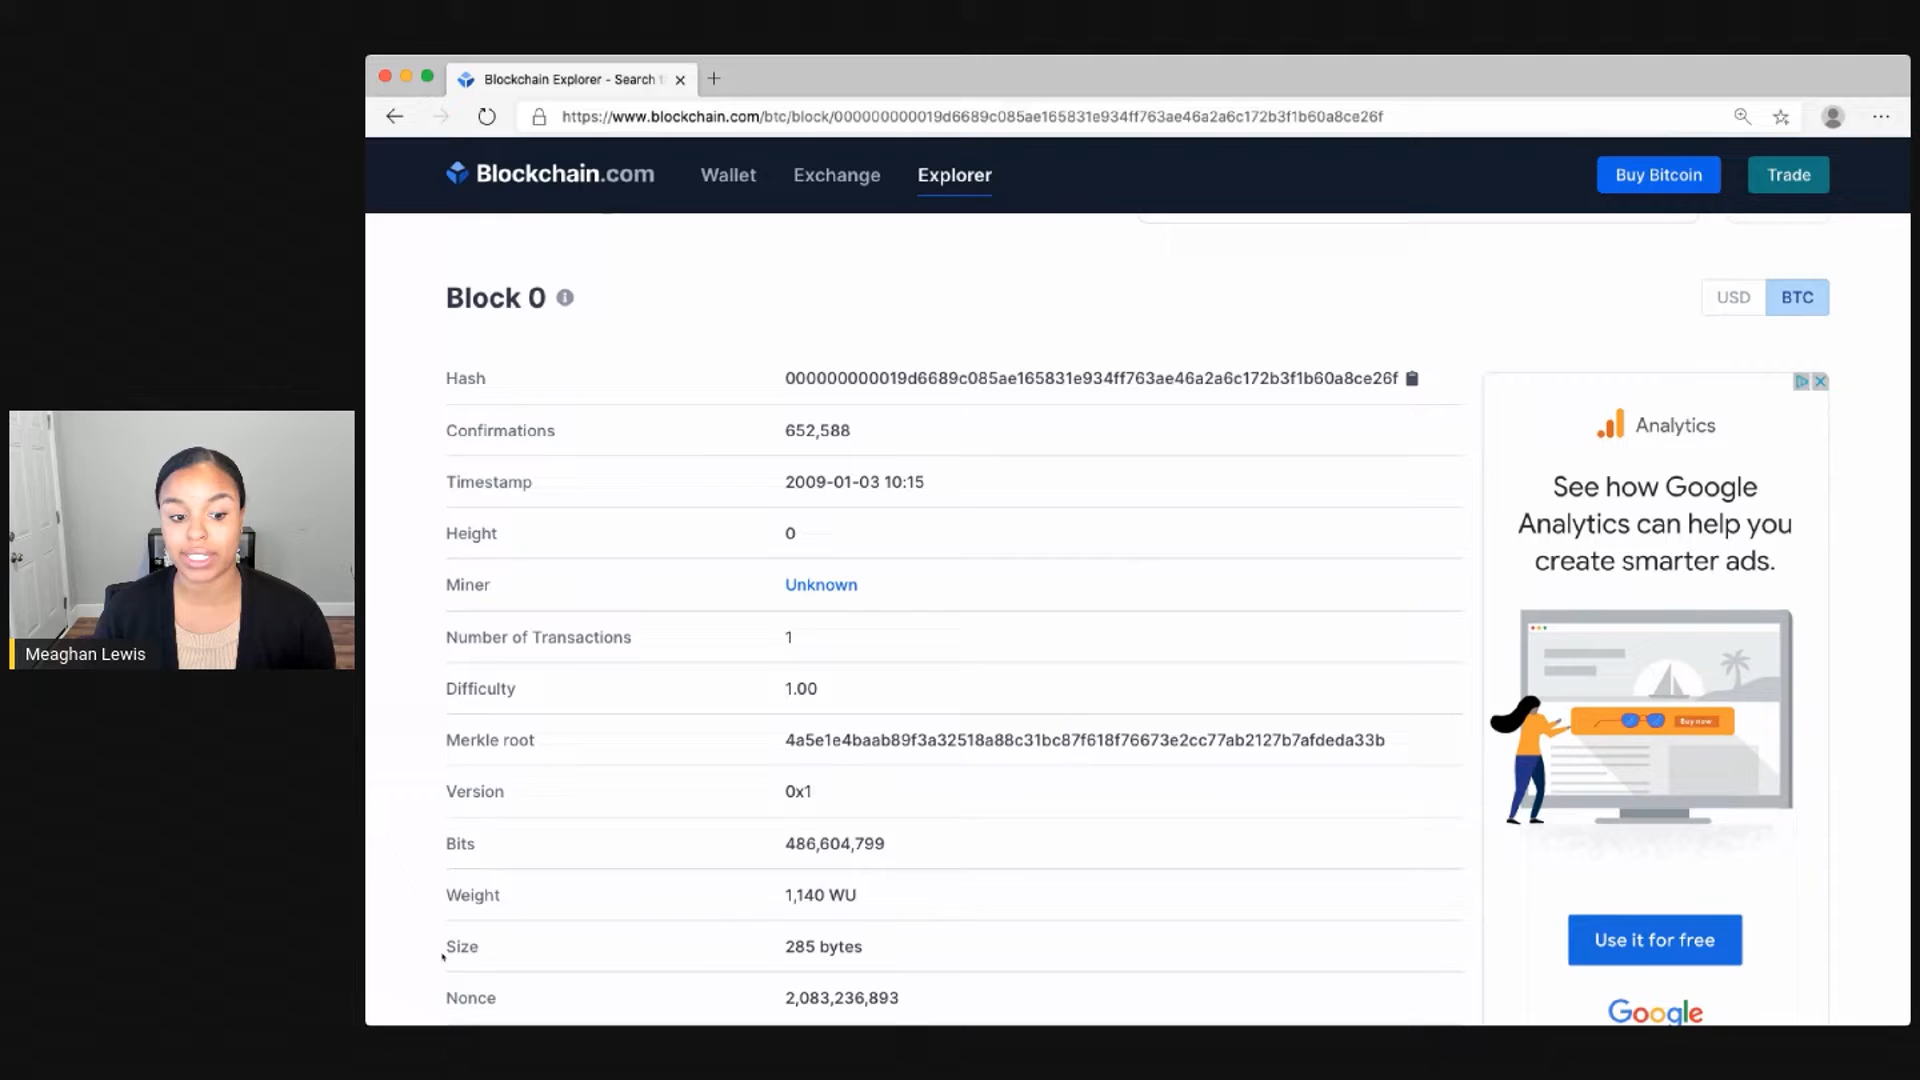 Blockchain Explorer - Search
https://www.blockchain.com/btc/block/000000000019d6689c085ae165831e934ff763ae46a2a6c172b3f1b60a8ce26f
Blockchain.com Wallet Exchange Explorer Buy Bitcoin Trade
Block 0 USD BTC
Hash 000000000019d6689c085ae165831e934ff763ae46a2a6c172b3f1b60a8ce26f
Confirmations 652,588
Timestamp 2009-01-03 10:15
Height 0
Miner Unknown
Number of Transactions 1
Difficulty 1.00
Merkle root 4a5e1e4baab89f3a32518a88c31bc87f618f76673e2cc77ab2127b7afdeda33b
Version 0x1
Bits 486,604,799
Weight 1,140 WU
Size 285 bytes
Nonce 2,083,236,893
Analytics
See how Google
Analytics can help you
create smarter ads.
Buy now
Use it for free
Google
Meaghan Lewis